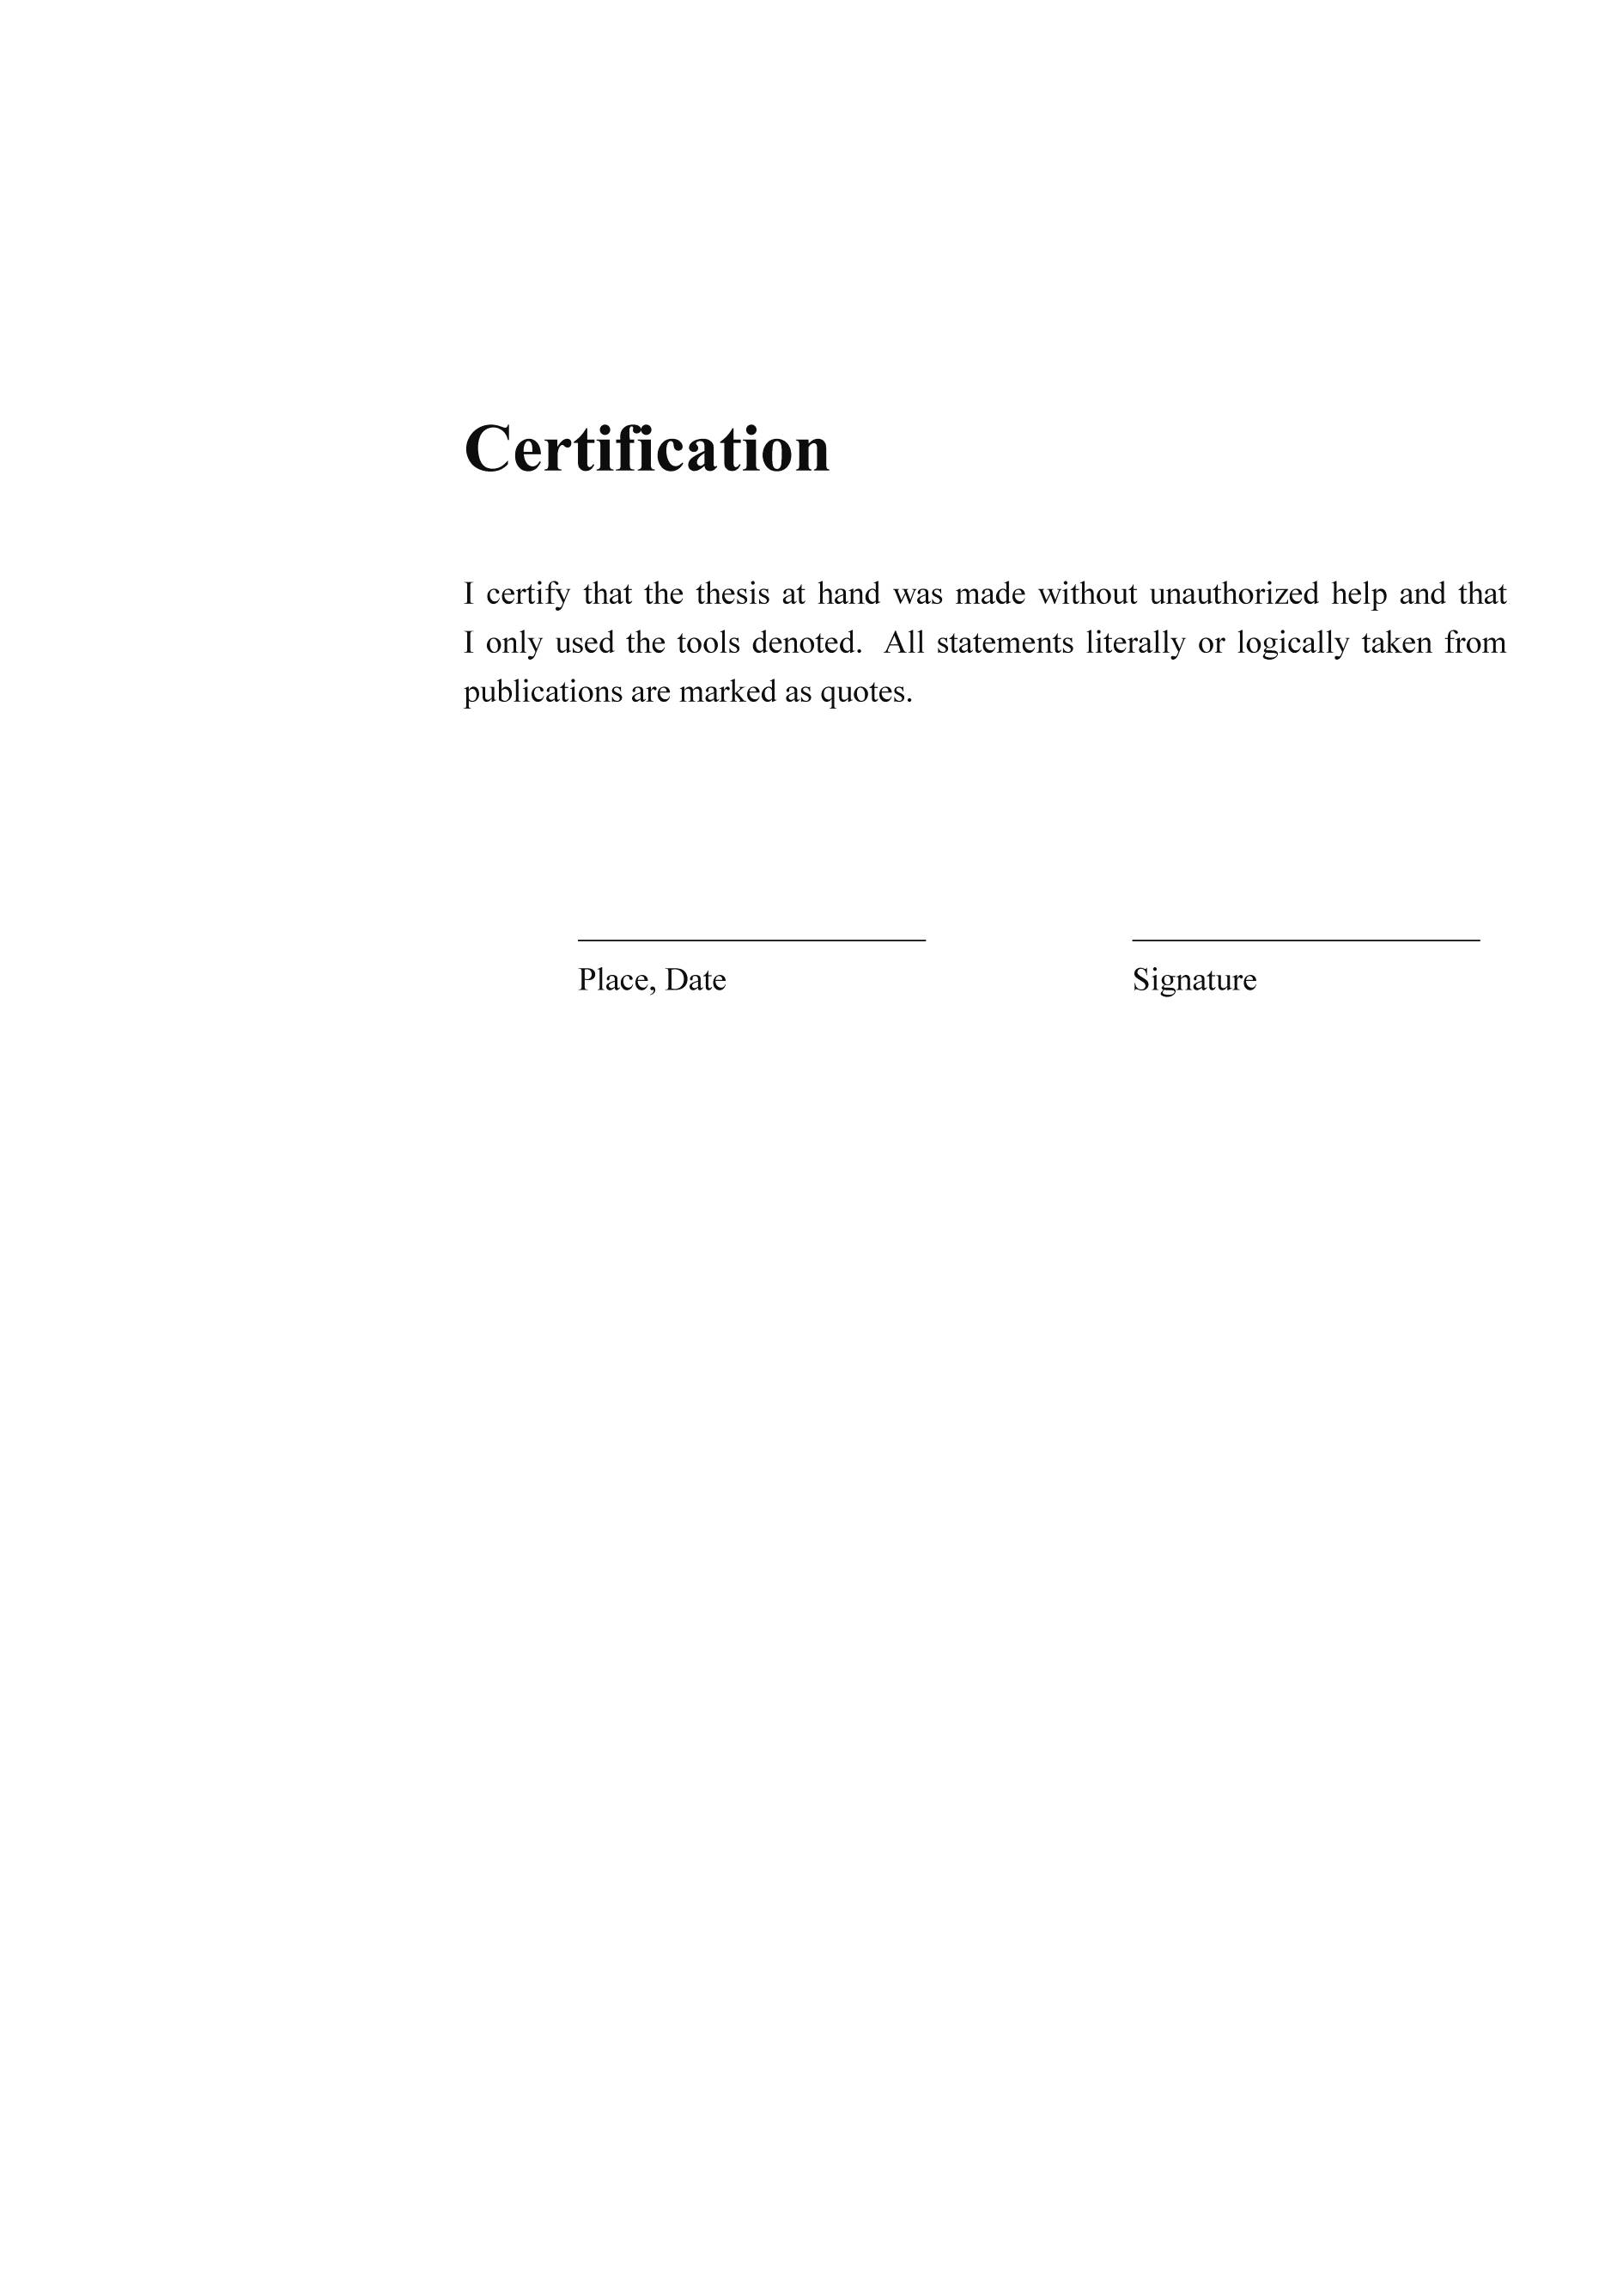 Certification
I certify that the thesis at hand was made without unauthorized help and that
I only used the tools denoted. All statements literally or logically taken from
publications are marked as quotes.
Place, Date
Signature